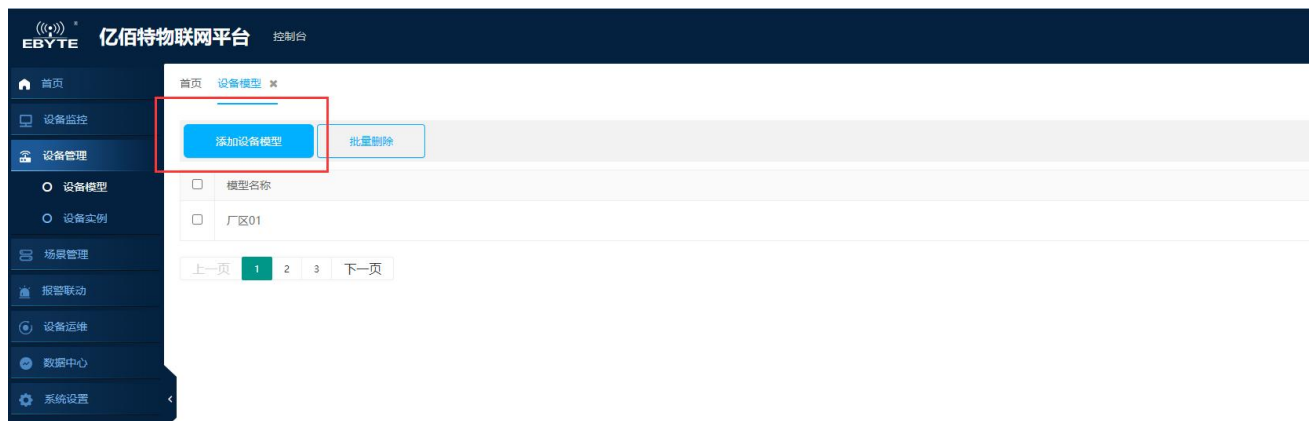 EBYTE
亿佰特物联网平台 控制台
首页
设备监控
设备管理
设备模型
设备实例
场景管理
报警联动
设备运维
数据中心
系统设置
首页 设备模型
添加设备模型 批量删除
模型名称
厂区01
上一页 1 2 3 下一页